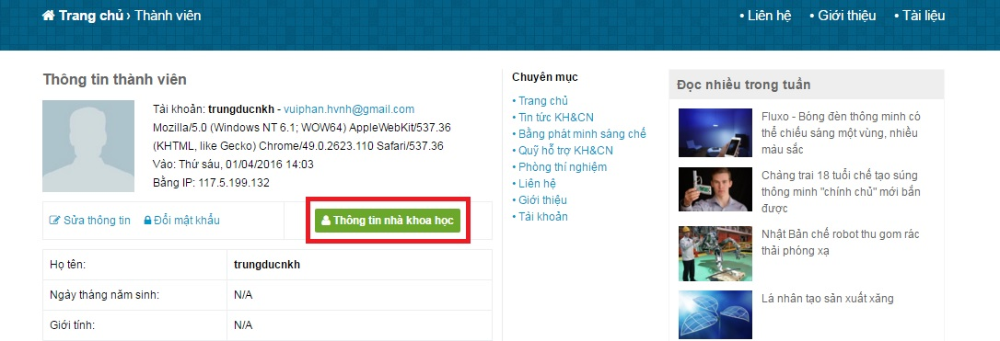 Trang chủ › Thành viên
• Liên hệ • Giới thiệu • Tài liệu
Thông tin thành viên
Tài khoản: trungducnkh - vuiphan.hvnh@gmail.com
Mozilla/5.0 (Windows NT 6.1; WOW64) AppleWebKit/537.36
(KHTML, like Gecko) Chrome/49.0.2623.110 Safari/537.36
Vào: Thứ sáu, 01/04/2016 14:03
Bằng IP: 117.5.199.132
Sửa thông tin Đổi mật khẩu Thông tin nhà khoa học
Họ tên: trungducnkh
Ngày tháng năm sinh: N/A
Giới tính: N/A
Chuyên mục
• Trang chủ
• Tin tức KH&CN
• Bằng phát minh sáng chế
• Quỹ hỗ trợ KH&CN
• Phòng thí nghiệm
• Liên hệ
• Giới thiệu
• Tài khoản
Đọc nhiều trong tuần
Fluxo - Bóng đèn thông minh có
thể chiếu sáng một vùng, nhiều
màu sắc
Chàng trai 18 tuổi chế tạo súng
thông minh "chính chủ" mới bắn
được
Nhật Bản chế robot thu gom rác
thải phóng xạ
Lá nhân tạo sản xuất xăng